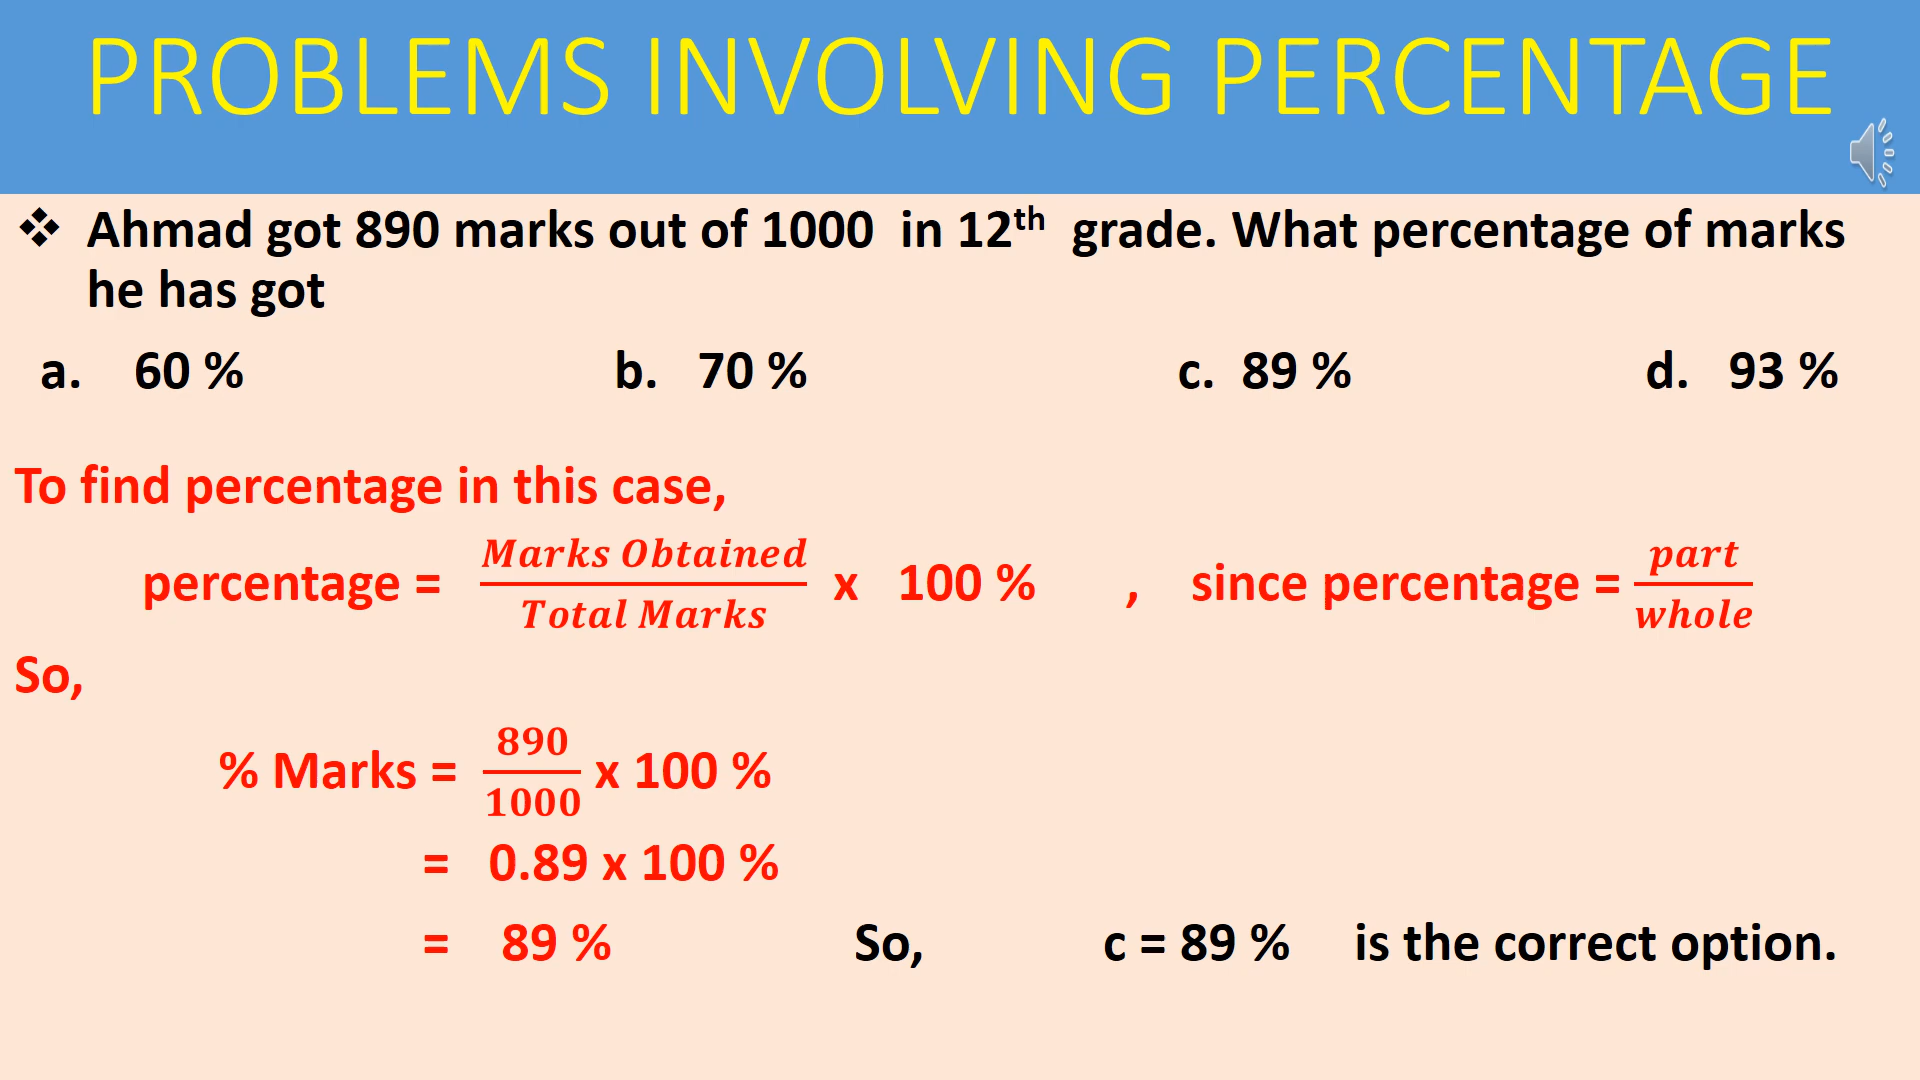 PROBLEMS INVOLVING PERCENTAGE
❖ Ahmad got 890 marks out of 1000 in 12th grade. What percentage of marks
he has got
a. 60 % b. 70 % c. 89 % d. 93 %
To find percentage in this case,
percentage = Marks Obtained / Total Marks x 100 % , since percentage = part / whole
So,
% Marks = 890 / 1000 x 100 %
= 0.89 x 100 %
= 89 % So, c = 89 % is the correct option.